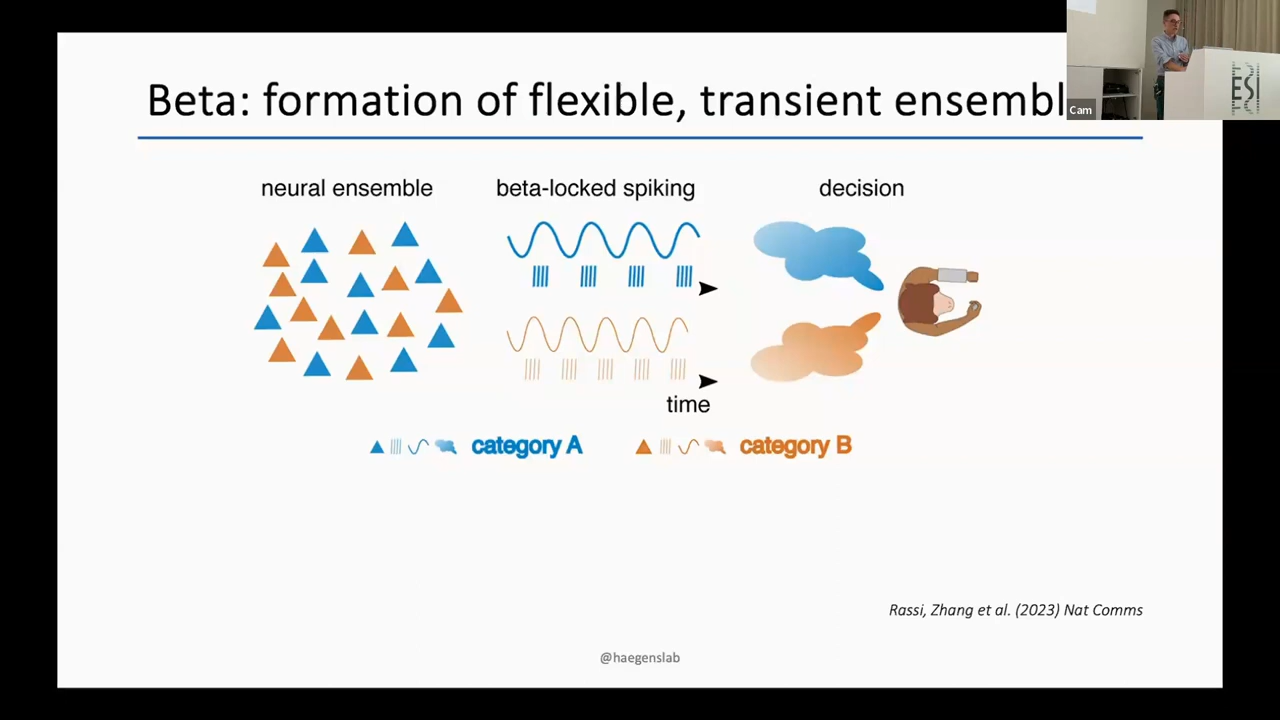 Beta: formation of flexible, transient ensembl
Cam
ESI
neural ensemble
beta-locked spiking
decision
time
category A
category B
Rassi, Zhang et al. (2023) Nat Comms
@haegenslab